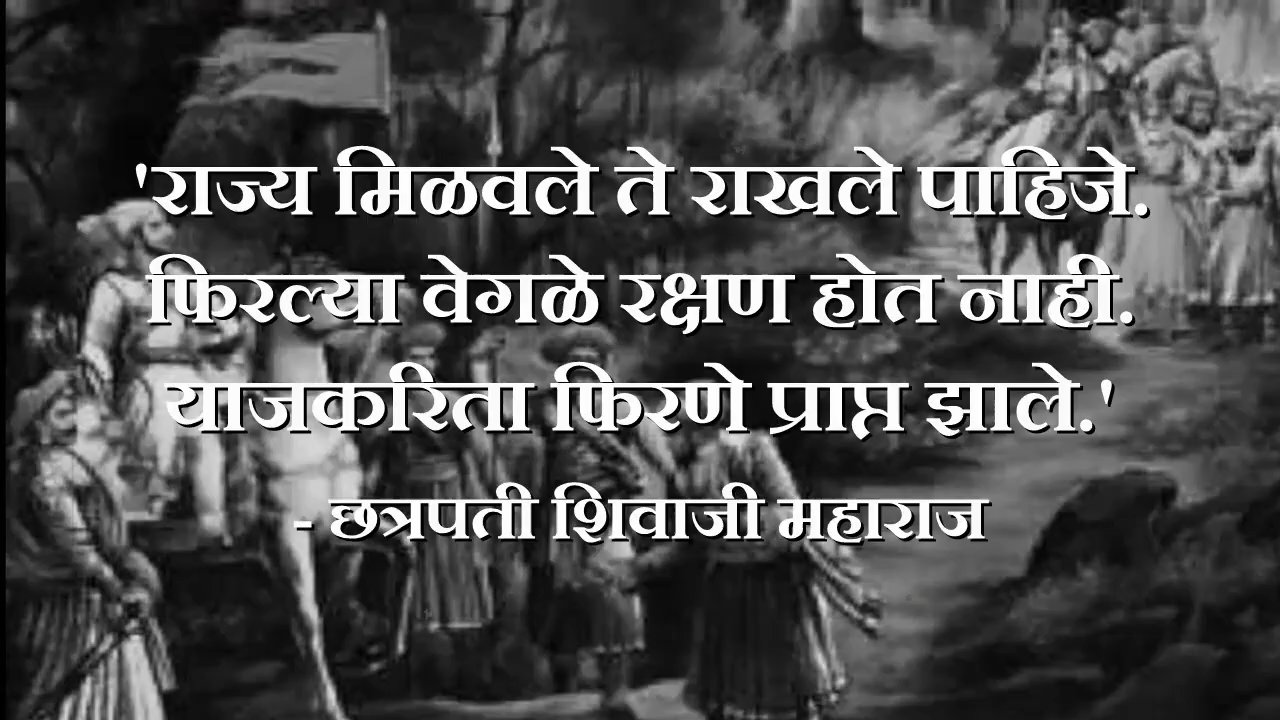 'राज्य मिळवले ते राखले पाहिजे.
फिरल्या वेगळे रक्षण होत नाही.
याजकरिता फिरणे प्राप्त झाले.'
- छत्रपती शिवाजी महाराज